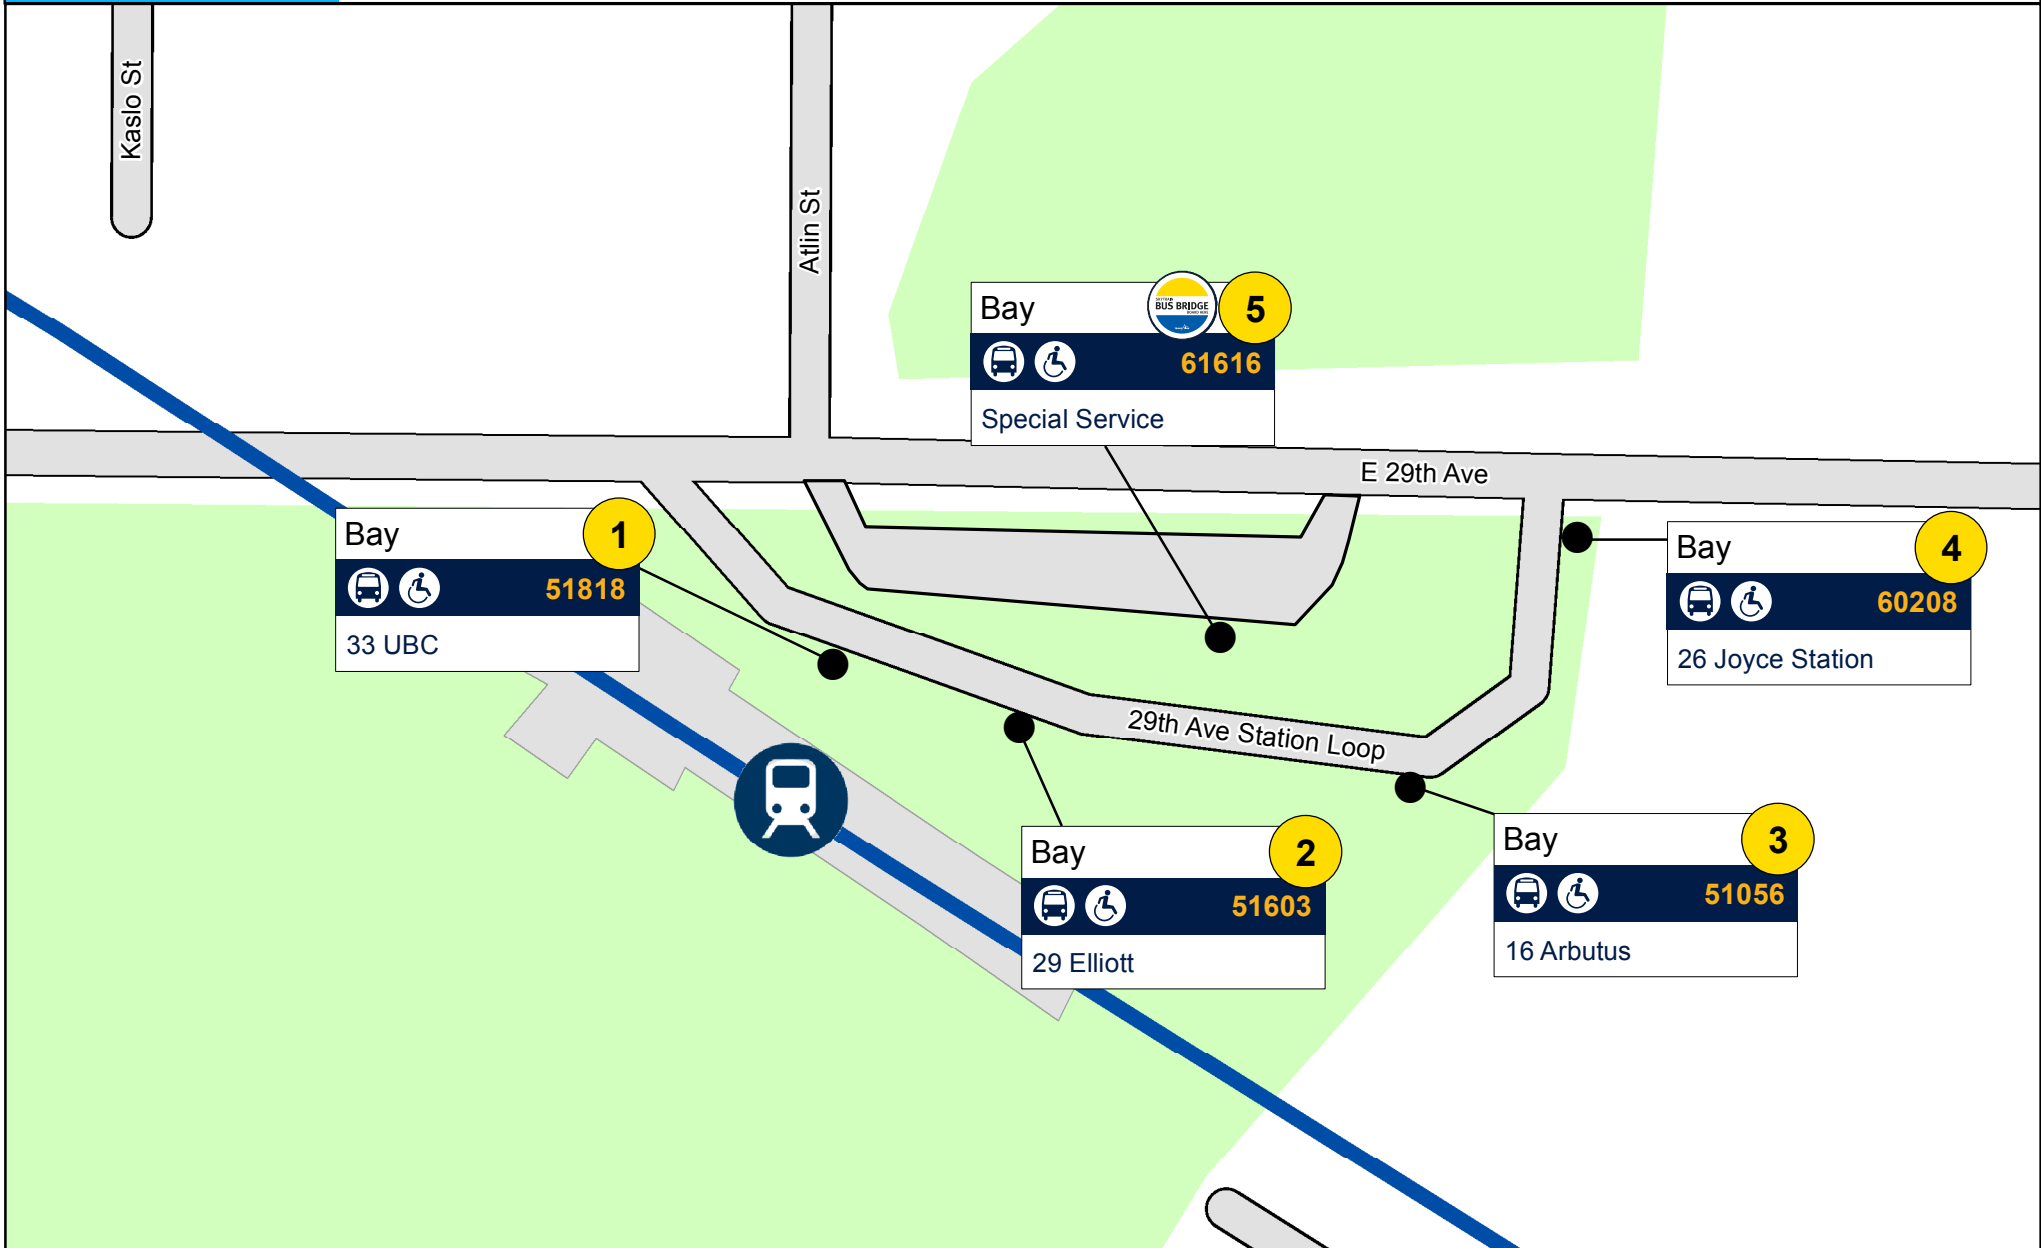 Kaslo St
Atlin St
Bay
BUS BRIDGE
5
61616
Special Service
E 29th Ave
Bay
1
51818
33 UBC
Bay
4
60208
26 Joyce Station
29th Ave Station Loop
Bay
2
51603
29 Elliott
Bay
3
51056
16 Arbutus